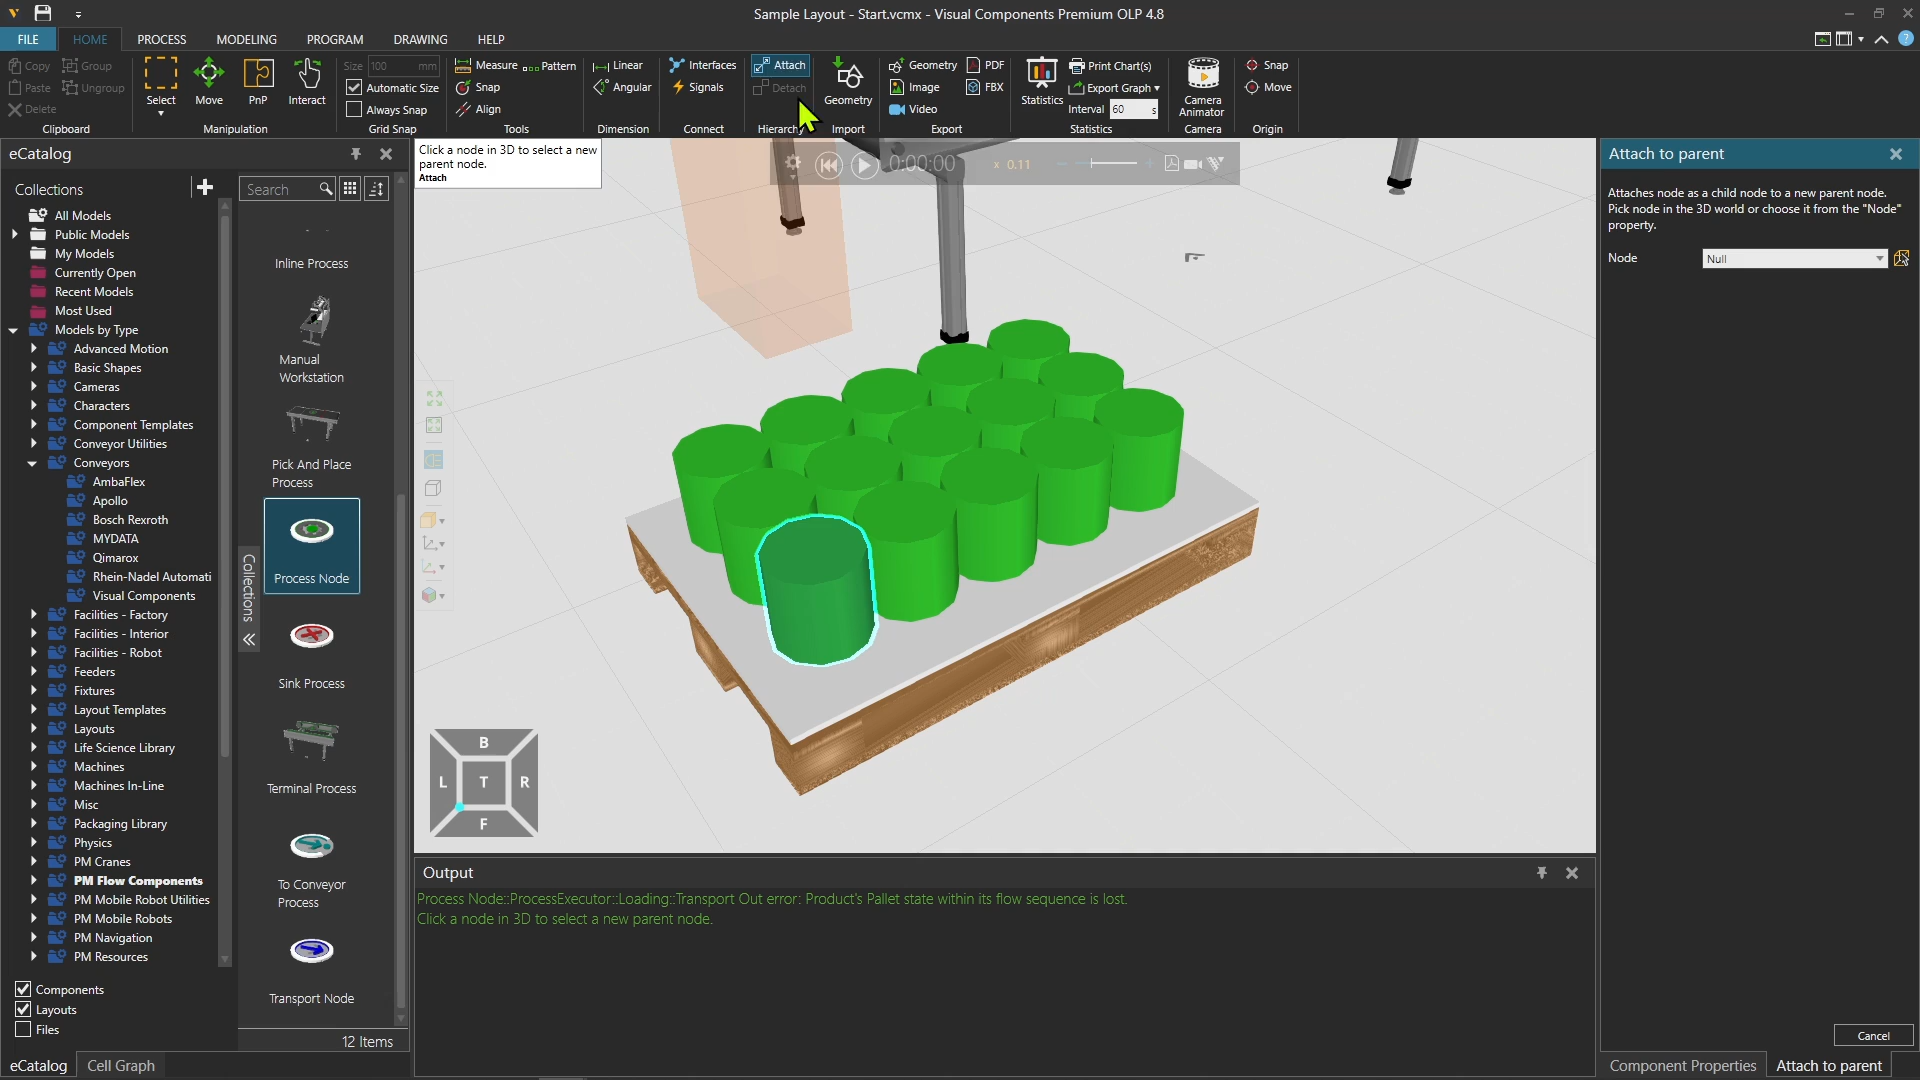 Sample Layout - Start.vcmx - Visual Components Premium OLP 4.8
FILE HOME PROCESS MODELING PROGRAM DRAWING HELP
Copy Group
Paste Ungroup
Delete
Clipboard
Select Move PnP Interact
Manipulation
Size 100 mm
Automatic Size
Always Snap
Grid Snap
Measure Pattern
Snap
Align
Tools
Linear
Angular
Dimension
Interfaces
Signals
Connect
Attach
Detach
Hierarchy
Geometry
Import
Geometry PDF
Image FBX
Video
Export
Statistics
Print Chart(s)
Export Graph
Interval 60 s
Statistics
Camera
Animator
Camera
Snap
Move
Origin
eCatalog
Collections
All Models
Public Models
My Models
Currently Open
Recent Models
Most Used
Models by Type
Advanced Motion
Basic Shapes
Cameras
Characters
Component Templates
Conveyor Utilities
Conveyors
AmbaFlex
Apollo
Bosch Rexroth
MYDATA
Qimarox
Rhein-Nadel Automati
Visual Components
Facilities - Factory
Facilities - Interior
Facilities - Robot
Feeders
Fixtures
Layout Templates
Layouts
Life Science Library
Machines
Machines In-Line
Misc
Packaging Library
Physics
PM Cranes
PM Flow Components
PM Mobile Robot Utilities
PM Mobile Robots
PM Navigation
PM Resources
Components
Layouts
Files
eCatalog Cell Graph
Search
Inline Process
Manual
Workstation
Pick And Place
Process
Process Node
Sink Process
Terminal Process
To Conveyor
Process
Transport Node
12 Items
Collections
Click a node in 3D to select a new
parent node.
Attach
0:00:00 x 0.11
B
L T R
F
Output
Process Node::ProcessExecutor::Loading::Transport Out error: Product's Pallet state within its flow sequence is lost.
Click a node in 3D to select a new parent node.
Attach to parent
Attaches node as a child node to a new parent node.
Pick node in the 3D world or choose it from the "Node"
property.
Node Null
Cancel
Component Properties Attach to parent